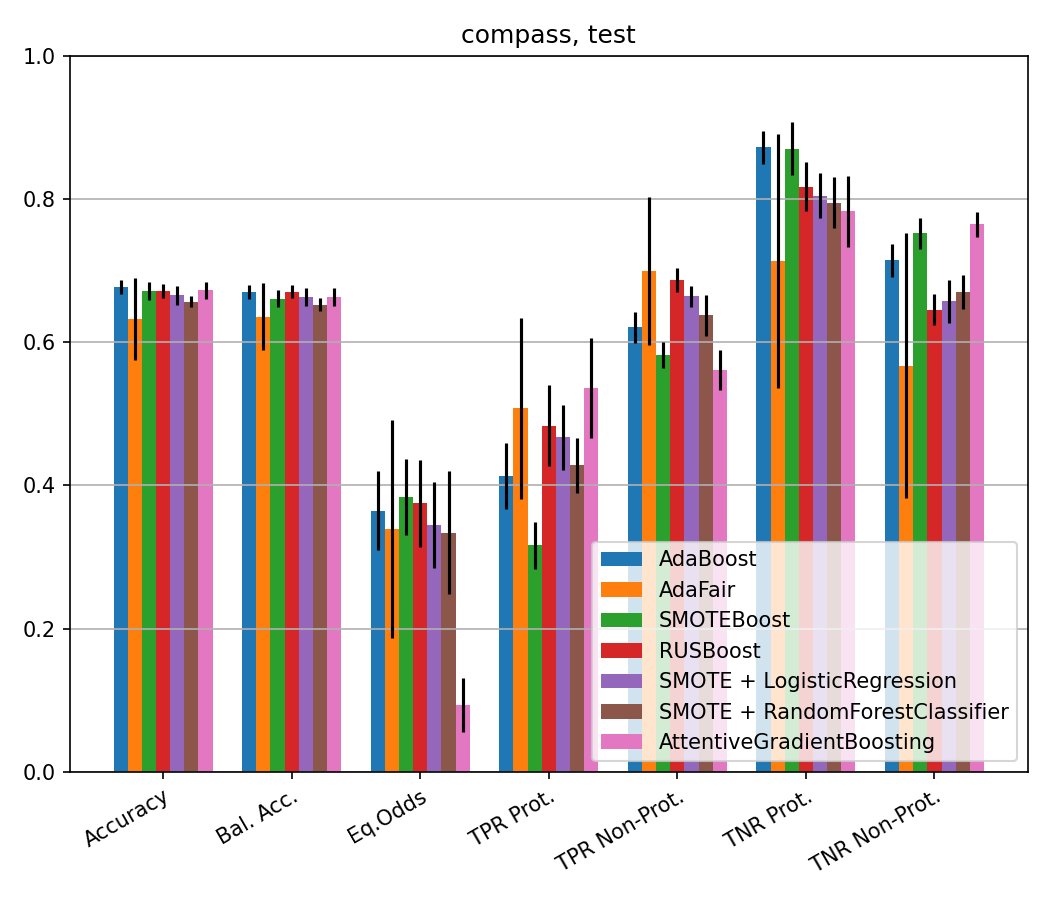 compass, test
1.0
0.8
0.6
0.4
0.2
0.0
AdaBoost
AdaFair
SMOTEBoost
RUSBoost
SMOTE + LogisticRegression
SMOTE + RandomForestClassifier
AttentiveGradientBoosting
Accuracy
Bal. Acc.
Eq.Odds
TPR Prot.
TPR Non-Prot.
TNR Prot.
TNR Non-Prot.